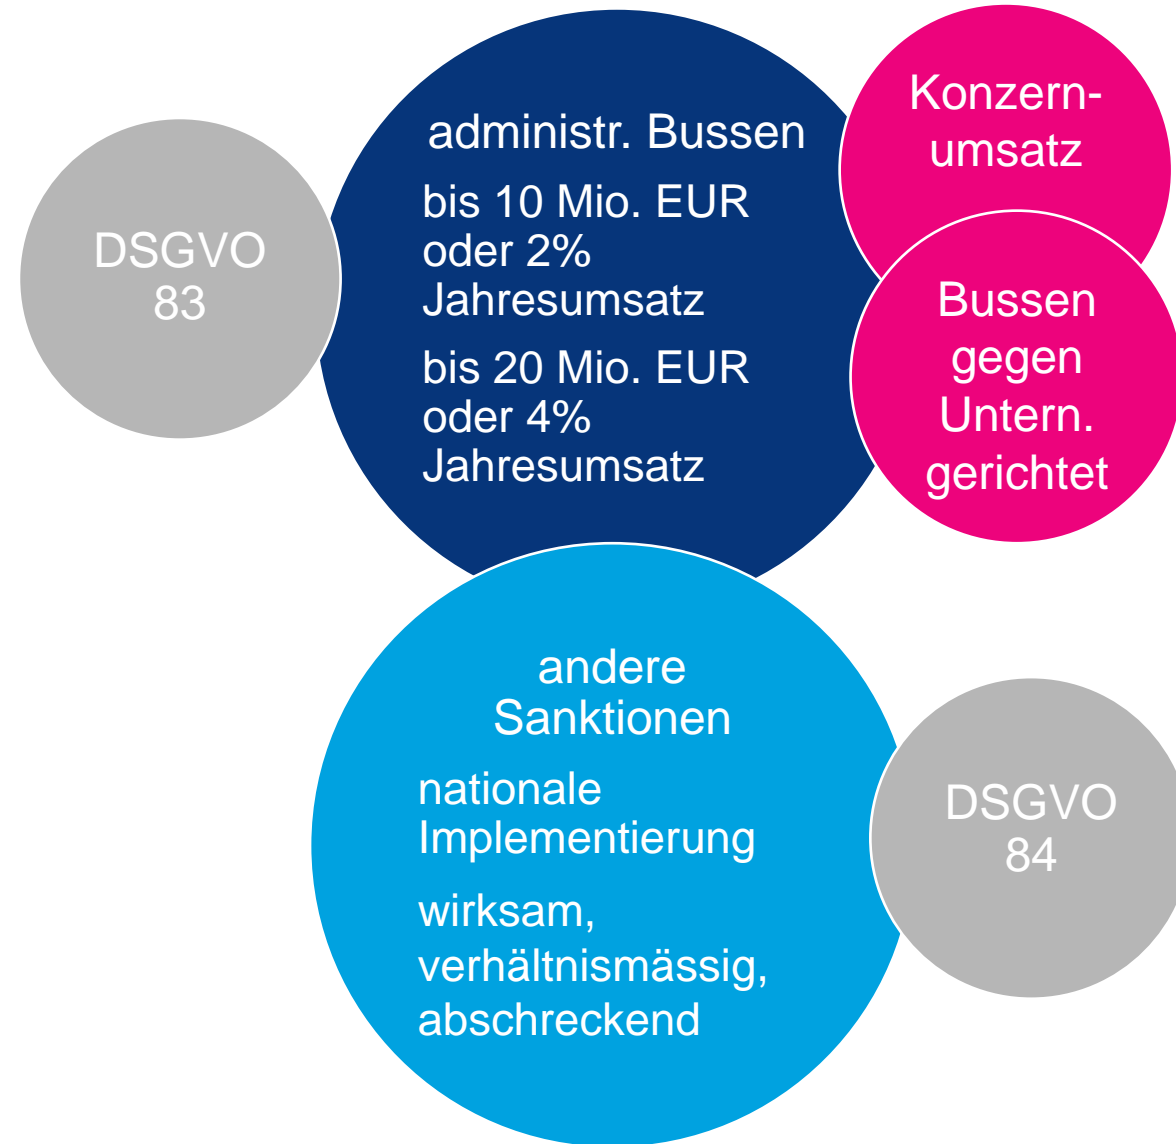 DSGVO
83
administr. Bussen
bis 10 Mio. EUR
oder 2%
Jahresumsatz
bis 20 Mio. EUR
oder 4%
Jahresumsatz
Konzern-
umsatz
Bussen
gegen
Untern.
gerichtet
andere
Sanktionen
nationale
Implementierung
wirksam,
verhältnismässig,
abschreckend
DSGVO
84